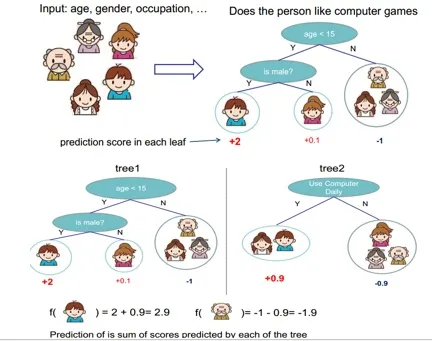 Input: age, gender, occupation, …
Does the person like computer games
age < 15
Y N
is male?
Y N
prediction score in each leaf
+2 +0.1 -1
tree1 tree2
age < 15
Use Computer
Daily
Y N
Y N
is male?
Y N
+2 +0.1 -1
+0.9 -0.9
f( ) = 2 + 0.9= 2.9 f( )= -1 - 0.9= -1.9
Prediction of is sum of scores predicted by each of the tree